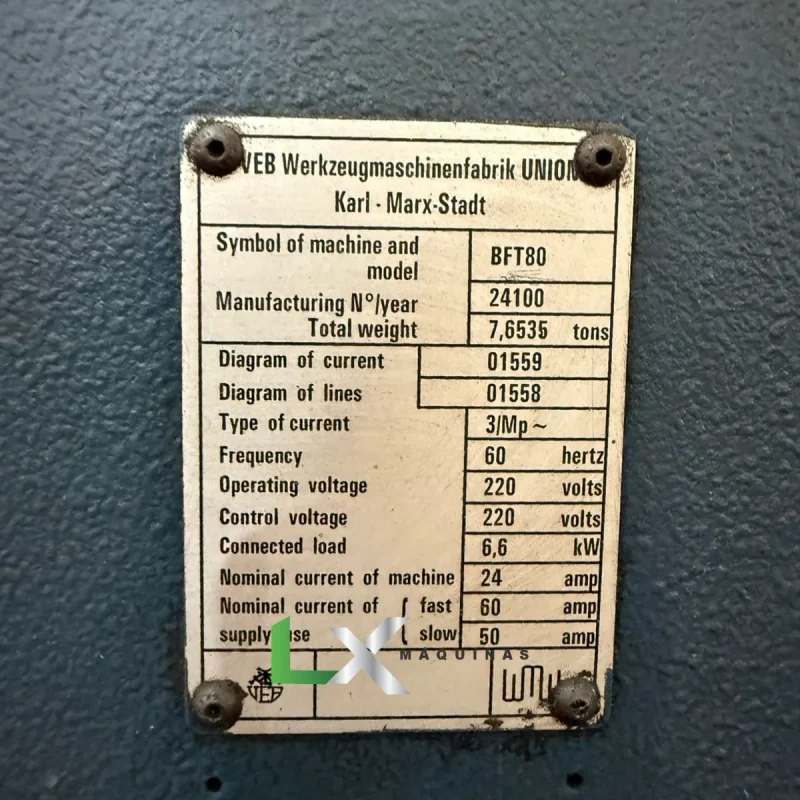 VEB Werkzeugmaschinenfabrik UNION
Karl - Marx-Stadt
Symbol of machine and
model BFT80
Manufacturing N°/year 24100
Total weight 7,6535 tons
Diagram of current 01559
Diagram of lines 01558
Type of current 3/Mp ~
Frequency 60 hertz
Operating voltage 220 volts
Control voltage 220 volts
Connected load 6,6 kW
Nominal current of machine 24 amp
Nominal current of { fast 60 amp
supply { slow 50 amp
LX
MAQUINAS
VEB